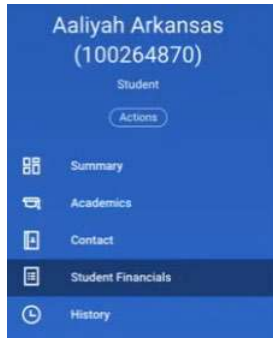 Aaliyah Arkansas
(100264870)
Student
Actions
Summary
Academics
Contact
Student Financials
History